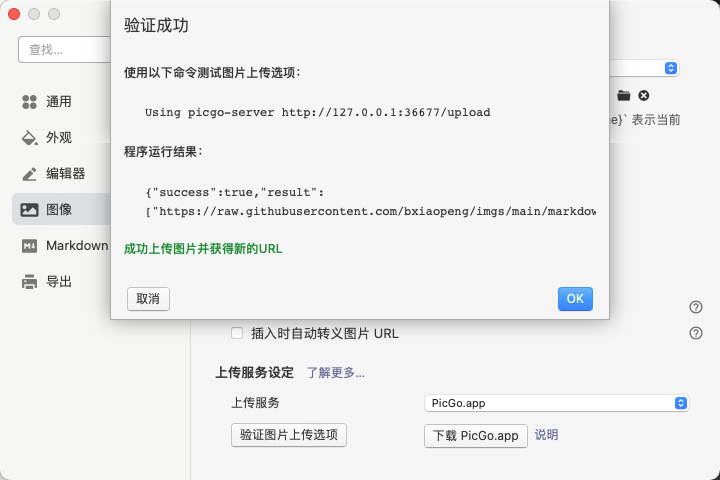 验证成功
使用以下命令测试图片上传选项：
Using picgo-server http://127.0.0.1:36677/upload
程序运行结果：
{"success":true,"result":
["https://raw.githubusercontent.com/bxiaopeng/imgs/main/markdow
成功上传图片并获得新的URL
取消
OK
查找...
通用
外观
编辑器
图像
Markdown
导出
e}` 表示当前
插入时自动转义图片 URL
上传服务设定 了解更多...
上传服务 PicGo.app
验证图片上传选项 下载 PicGo.app 说明